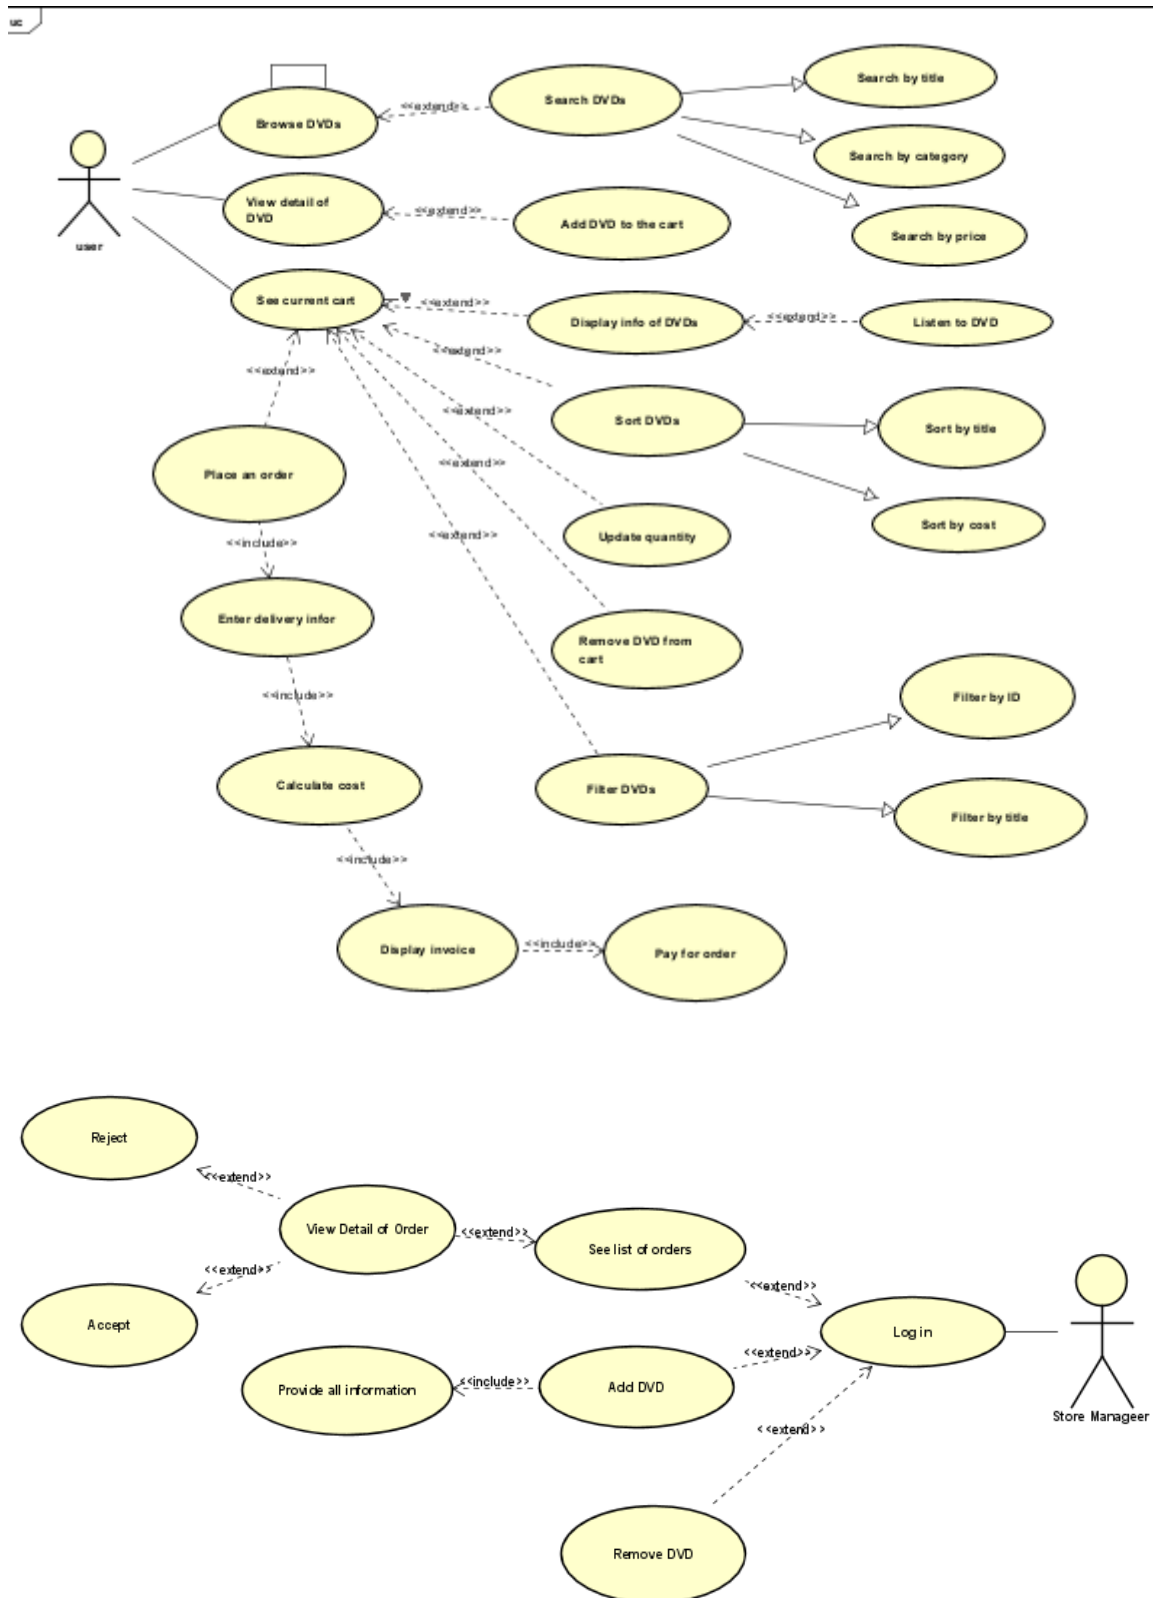 uc
Search by title
Search DVDs
<<extend>>
Browse DVDs
Search by category
View detail of
DVD
<<extend>>
Add DVD to the cart
Search by price
user
See current cart
<<extend>>
Display info of DVDs
<<extend>>
Listen to DVD
<<extend>>
<<extend>>
<<extend>>
Sort DVDs
Sort by title
<<extend>>
Place an order
Sort by cost
<<extend>>
Update quantity
<<include>>
Enter delivery infor
Remove DVD from
cart
<<include>>
Filter by ID
Calculate cost
Filter DVDs
Filter by title
<<include>>
Display invoice
<<include>>
Pay for order
Reject
<<extend>>
View Detail of Order
<<extend>>
See list of orders
<<extend>>
<<extend>>
Accept
Log in
<<extend>>
Provide all information
<<include>>
Add DVD
Store Manageer
<<extend>>
Remove DVD